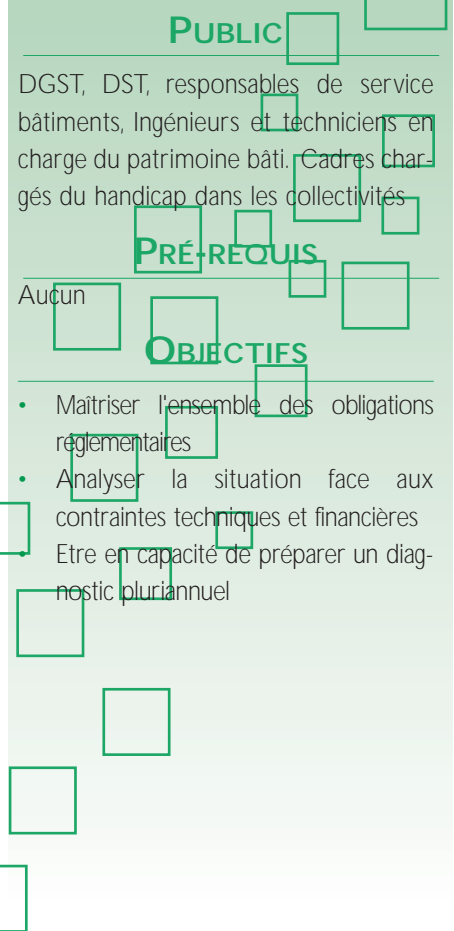 PUBLIC
DGST, DST, responsables de service
bâtiments, Ingénieurs et techniciens en
charge du patrimoine bâti. Cadres char-
gés du handicap dans les collectivités
PRÉ-REQUIS
Aucun
OBJECTIFS
• Maîtriser l'ensemble des obligations
réglementaires
• Analyser la situation face aux
contraintes techniques et financières
• Etre en capacité de préparer un diag-
nostic pluriannuel